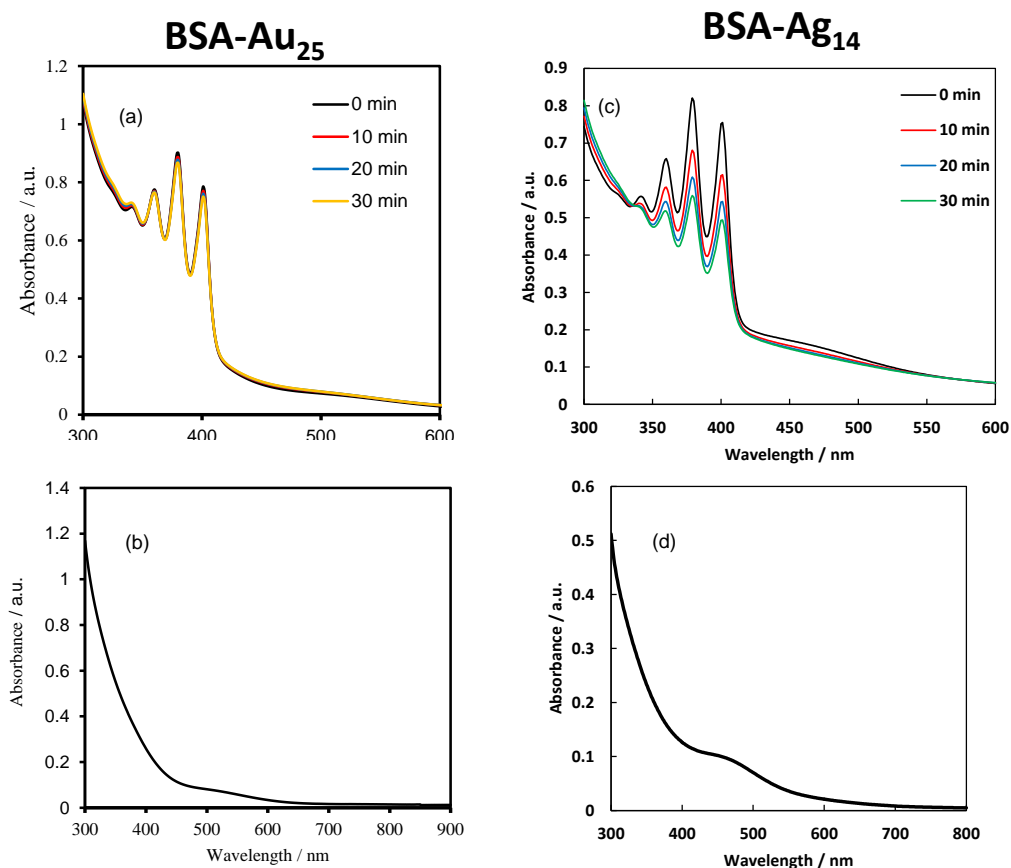 BSA-Au25
1.2
1
0.8
0.6
0.4
0.2
0
300
400
500
600
Absorbance / a.u.
(a)
0 min
10 min
20 min
30 min
BSA-Ag14
0.9
0.8
0.7
0.6
0.5
0.4
0.3
0.2
0.1
0
300 350 400 450 500 550 600
Absorbance / a.u.
Wavelength / nm
(c)
0 min
10 min
20 min
30 min
1.4
1.2
1
0.8
0.6
0.4
0.2
0
300 400 500 600 700 800 900
Absorbance / a.u.
Wavelength / nm
(b)
0.6
0.5
0.4
0.3
0.2
0.1
0
300 400 500 600 700 800
Absorbance / a.u.
Wavelength / nm
(d)